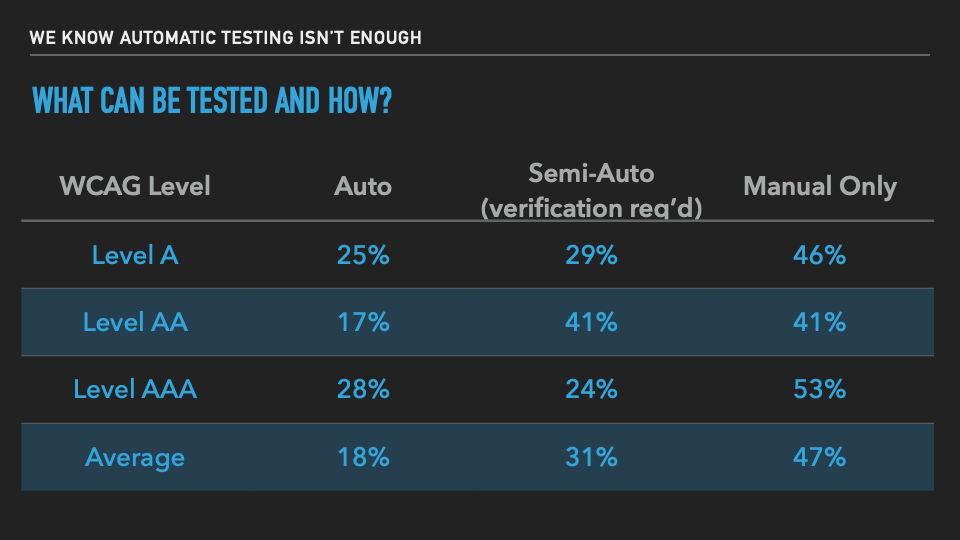 WE KNOW AUTOMATIC TESTING ISN'T ENOUGH
WHAT CAN BE TESTED AND HOW?
WCAG Level Auto Semi-Auto (verification req'd) Manual Only
Level A 25% 29% 46%
Level AA 17% 41% 41%
Level AAA 28% 24% 53%
Average 18% 31% 47%